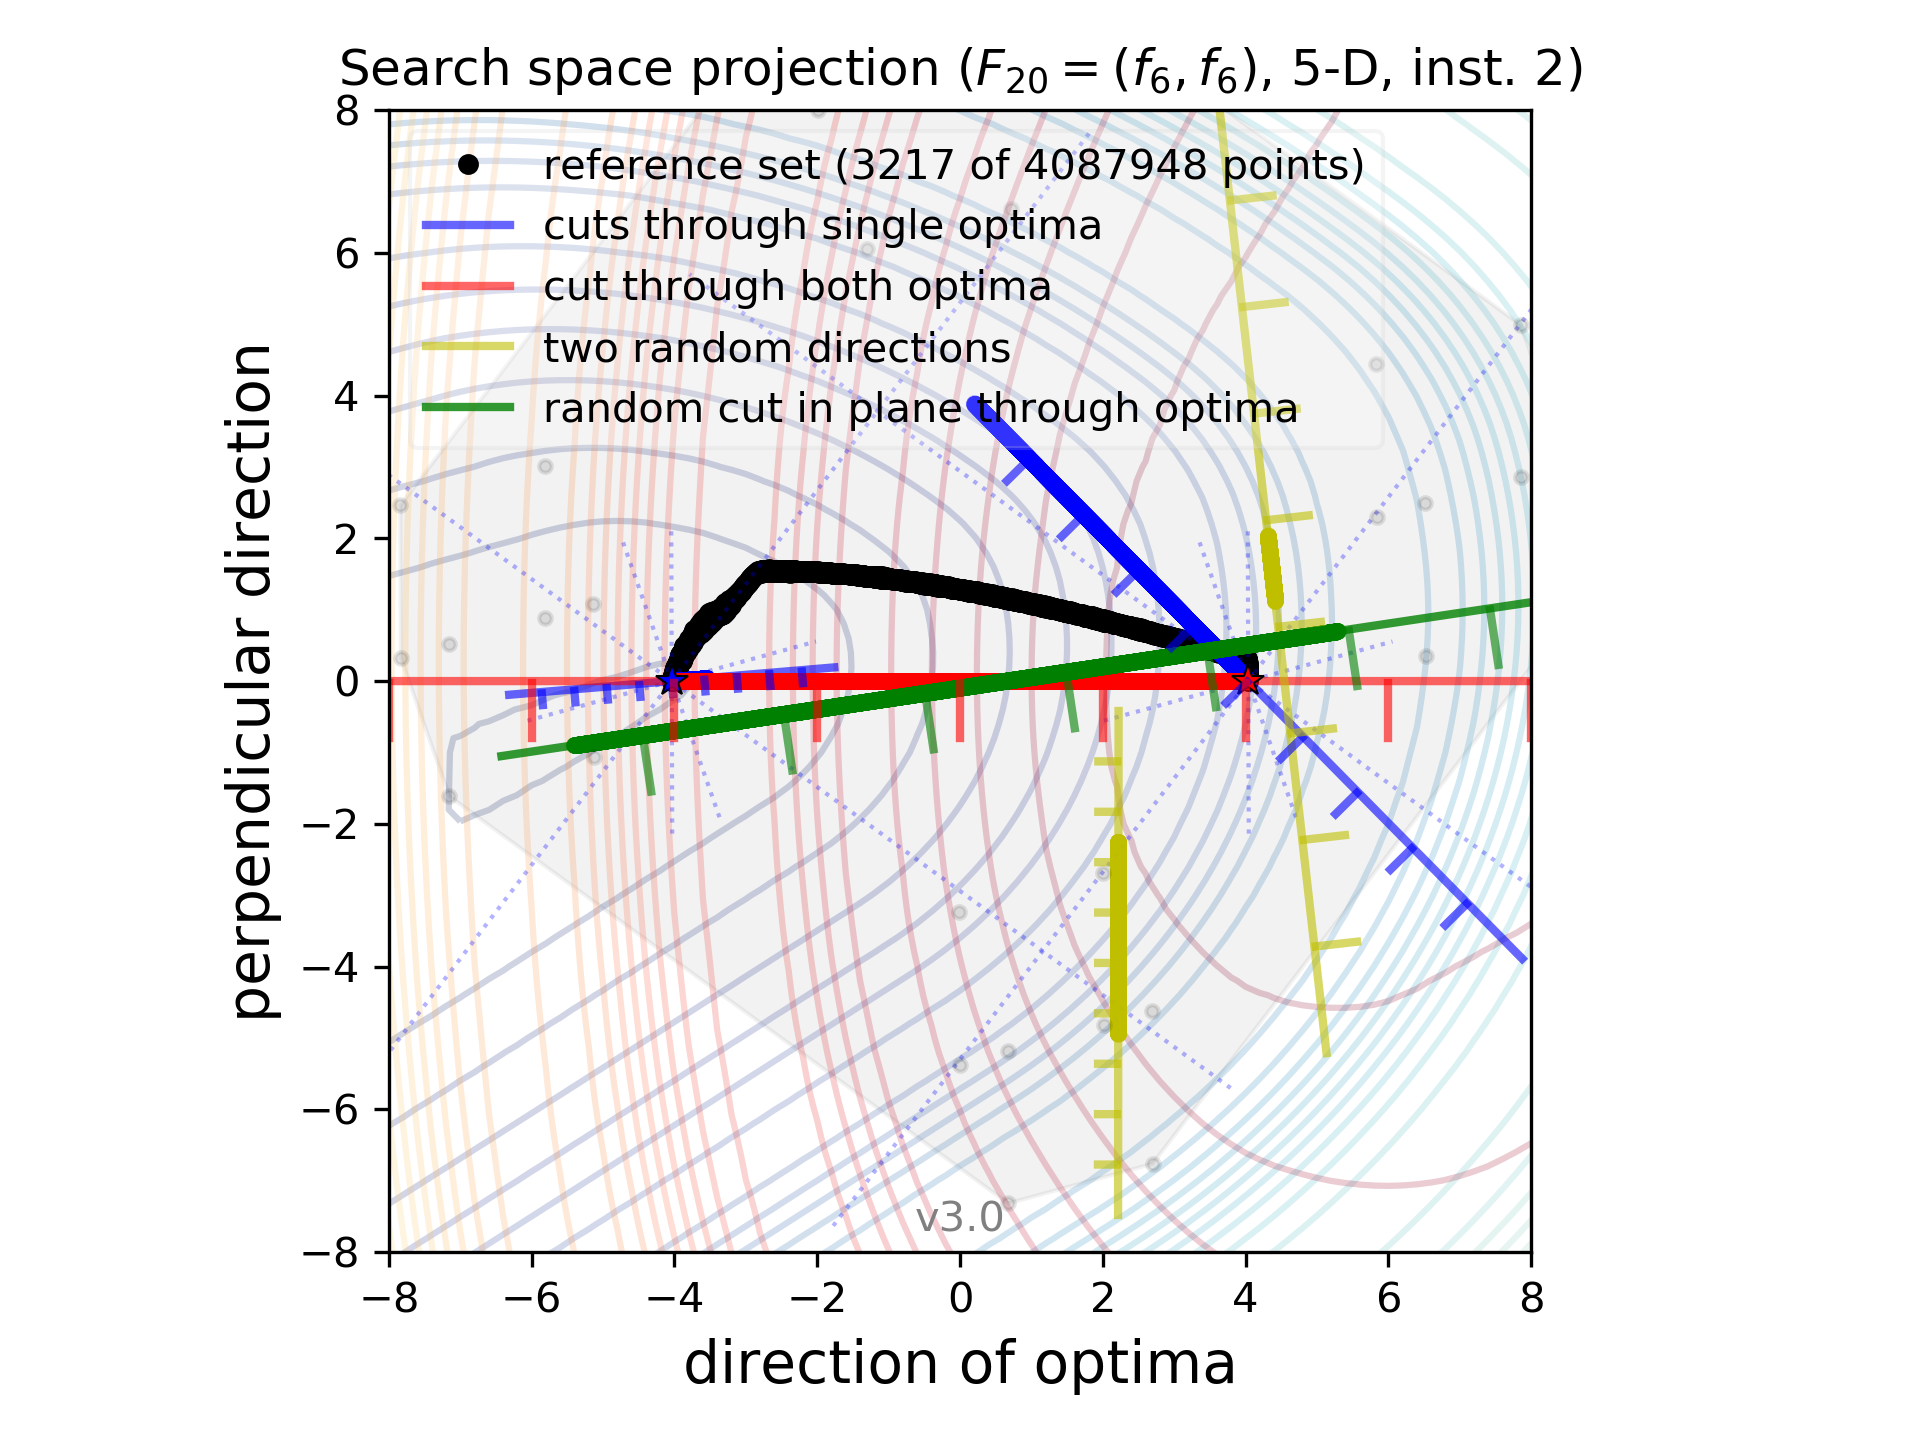 Search space projection (F₂₀ = (f₆, f₆), 5-D, inst. 2)
reference set (3217 of 4087948 points)
cuts through single optima
cut through both optima
two random directions
random cut in plane through optima
perpendicular direction
8
6
4
2
0
−2
−4
−6
−8
v3.0
−8 −6 −4 −2 0 2 4 6 8
direction of optima